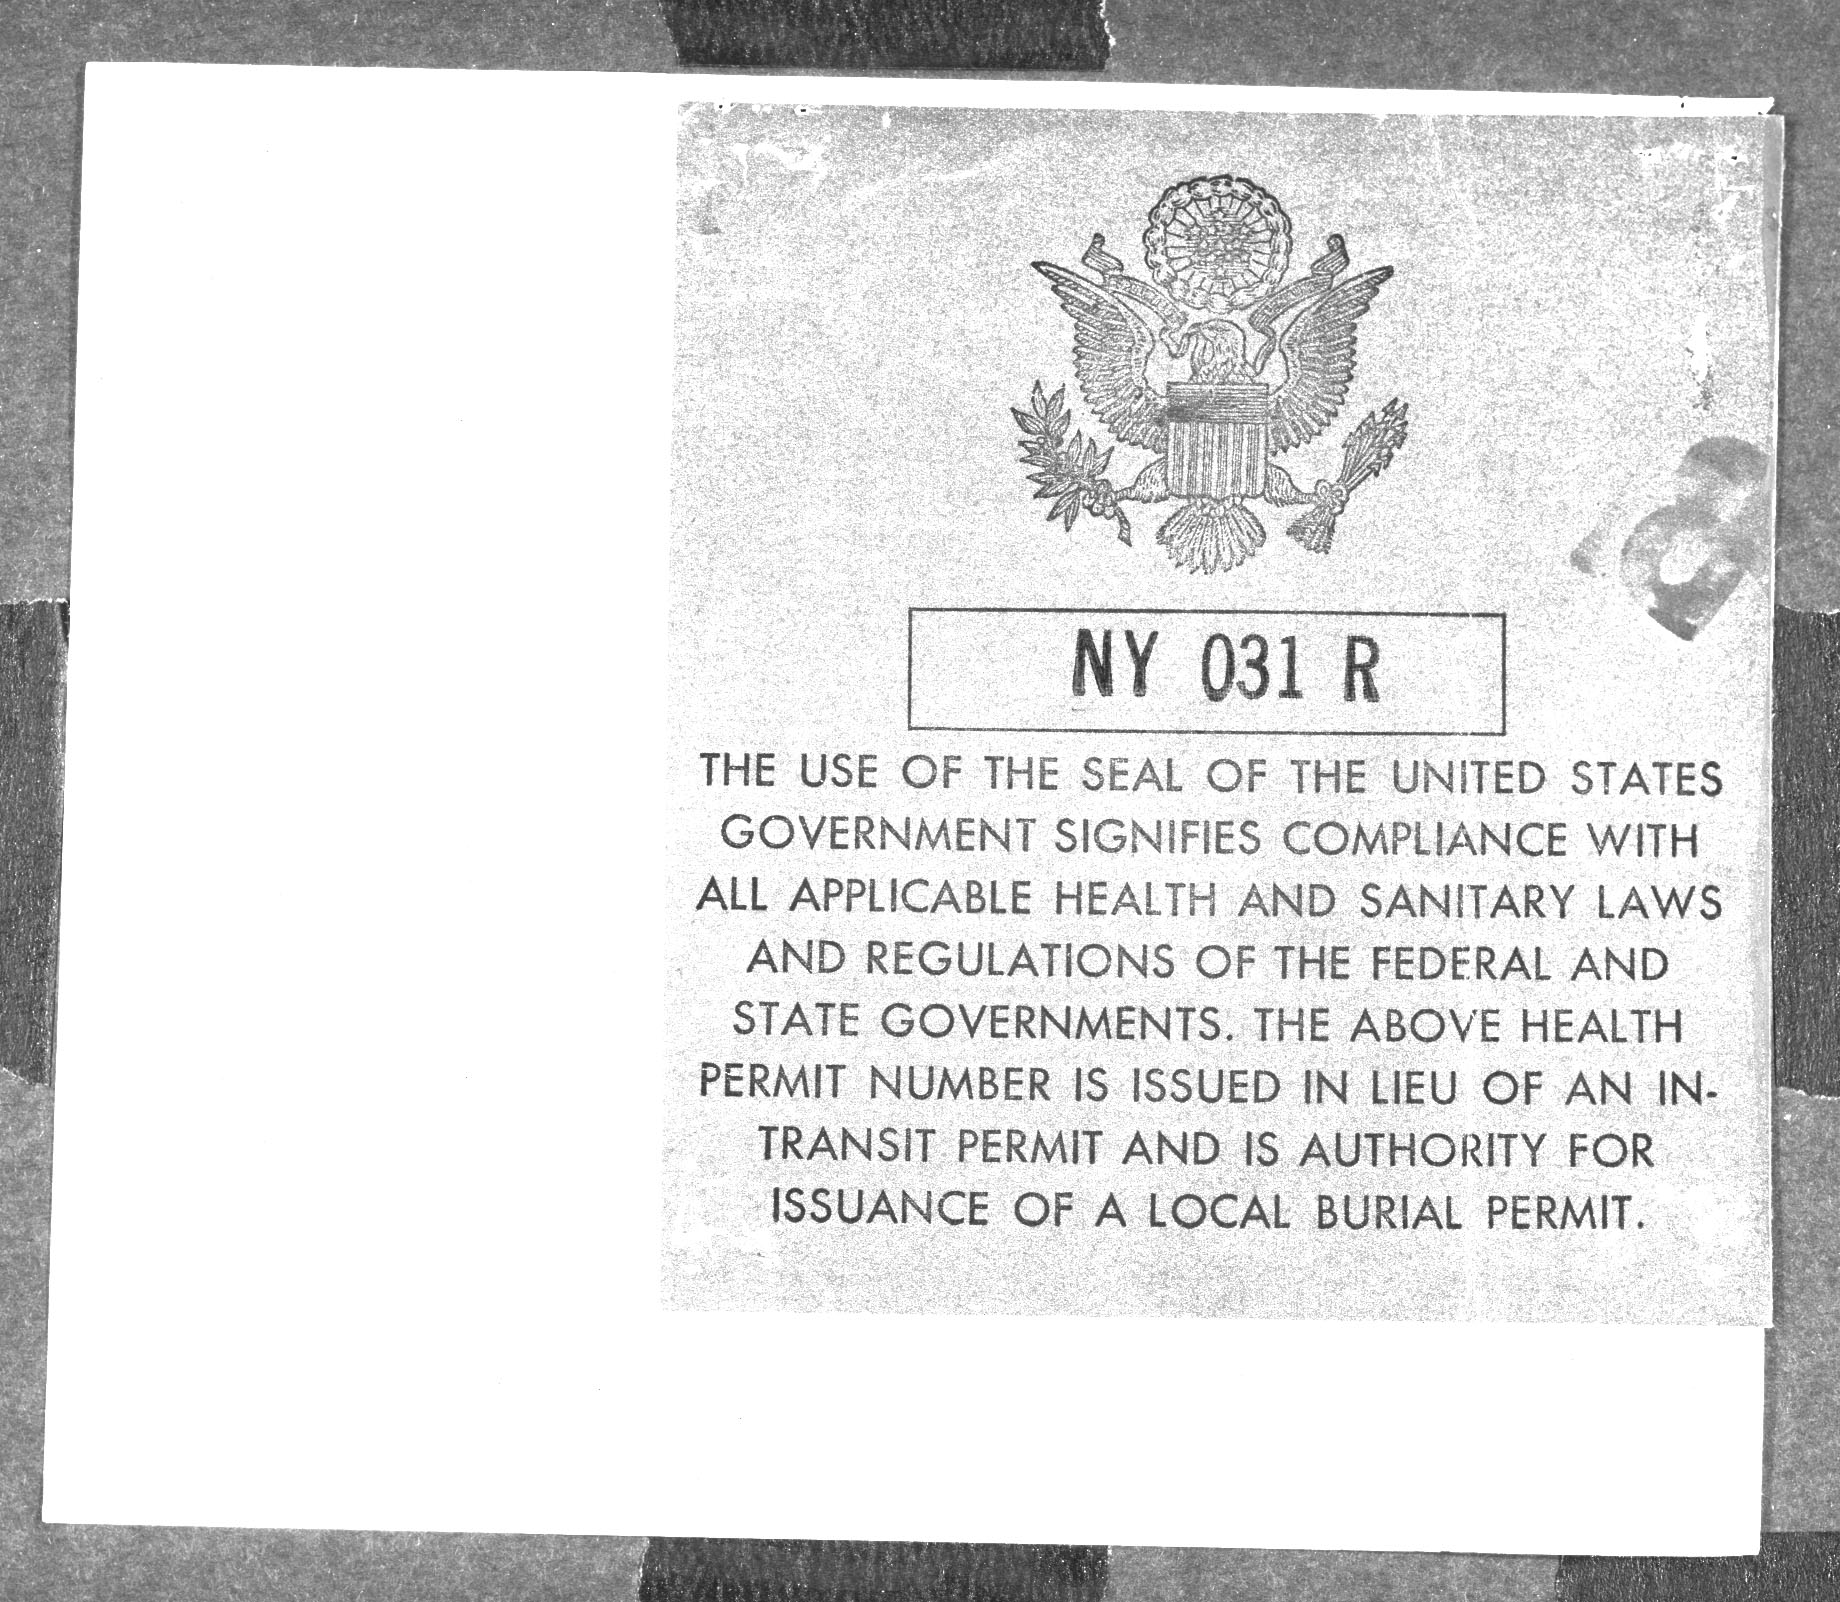 NY 031 R
THE USE OF THE SEAL OF THE UNITED STATES
GOVERNMENT SIGNIFIES COMPLIANCE WITH
ALL APPLICABLE HEALTH AND SANITARY LAWS
AND REGULATIONS OF THE FEDERAL AND
STATE GOVERNMENTS. THE ABOVE HEALTH
PERMIT NUMBER IS ISSUED IN LIEU OF AN IN-
TRANSIT PERMIT AND IS AUTHORITY FOR
ISSUANCE OF A LOCAL BURIAL PERMIT.